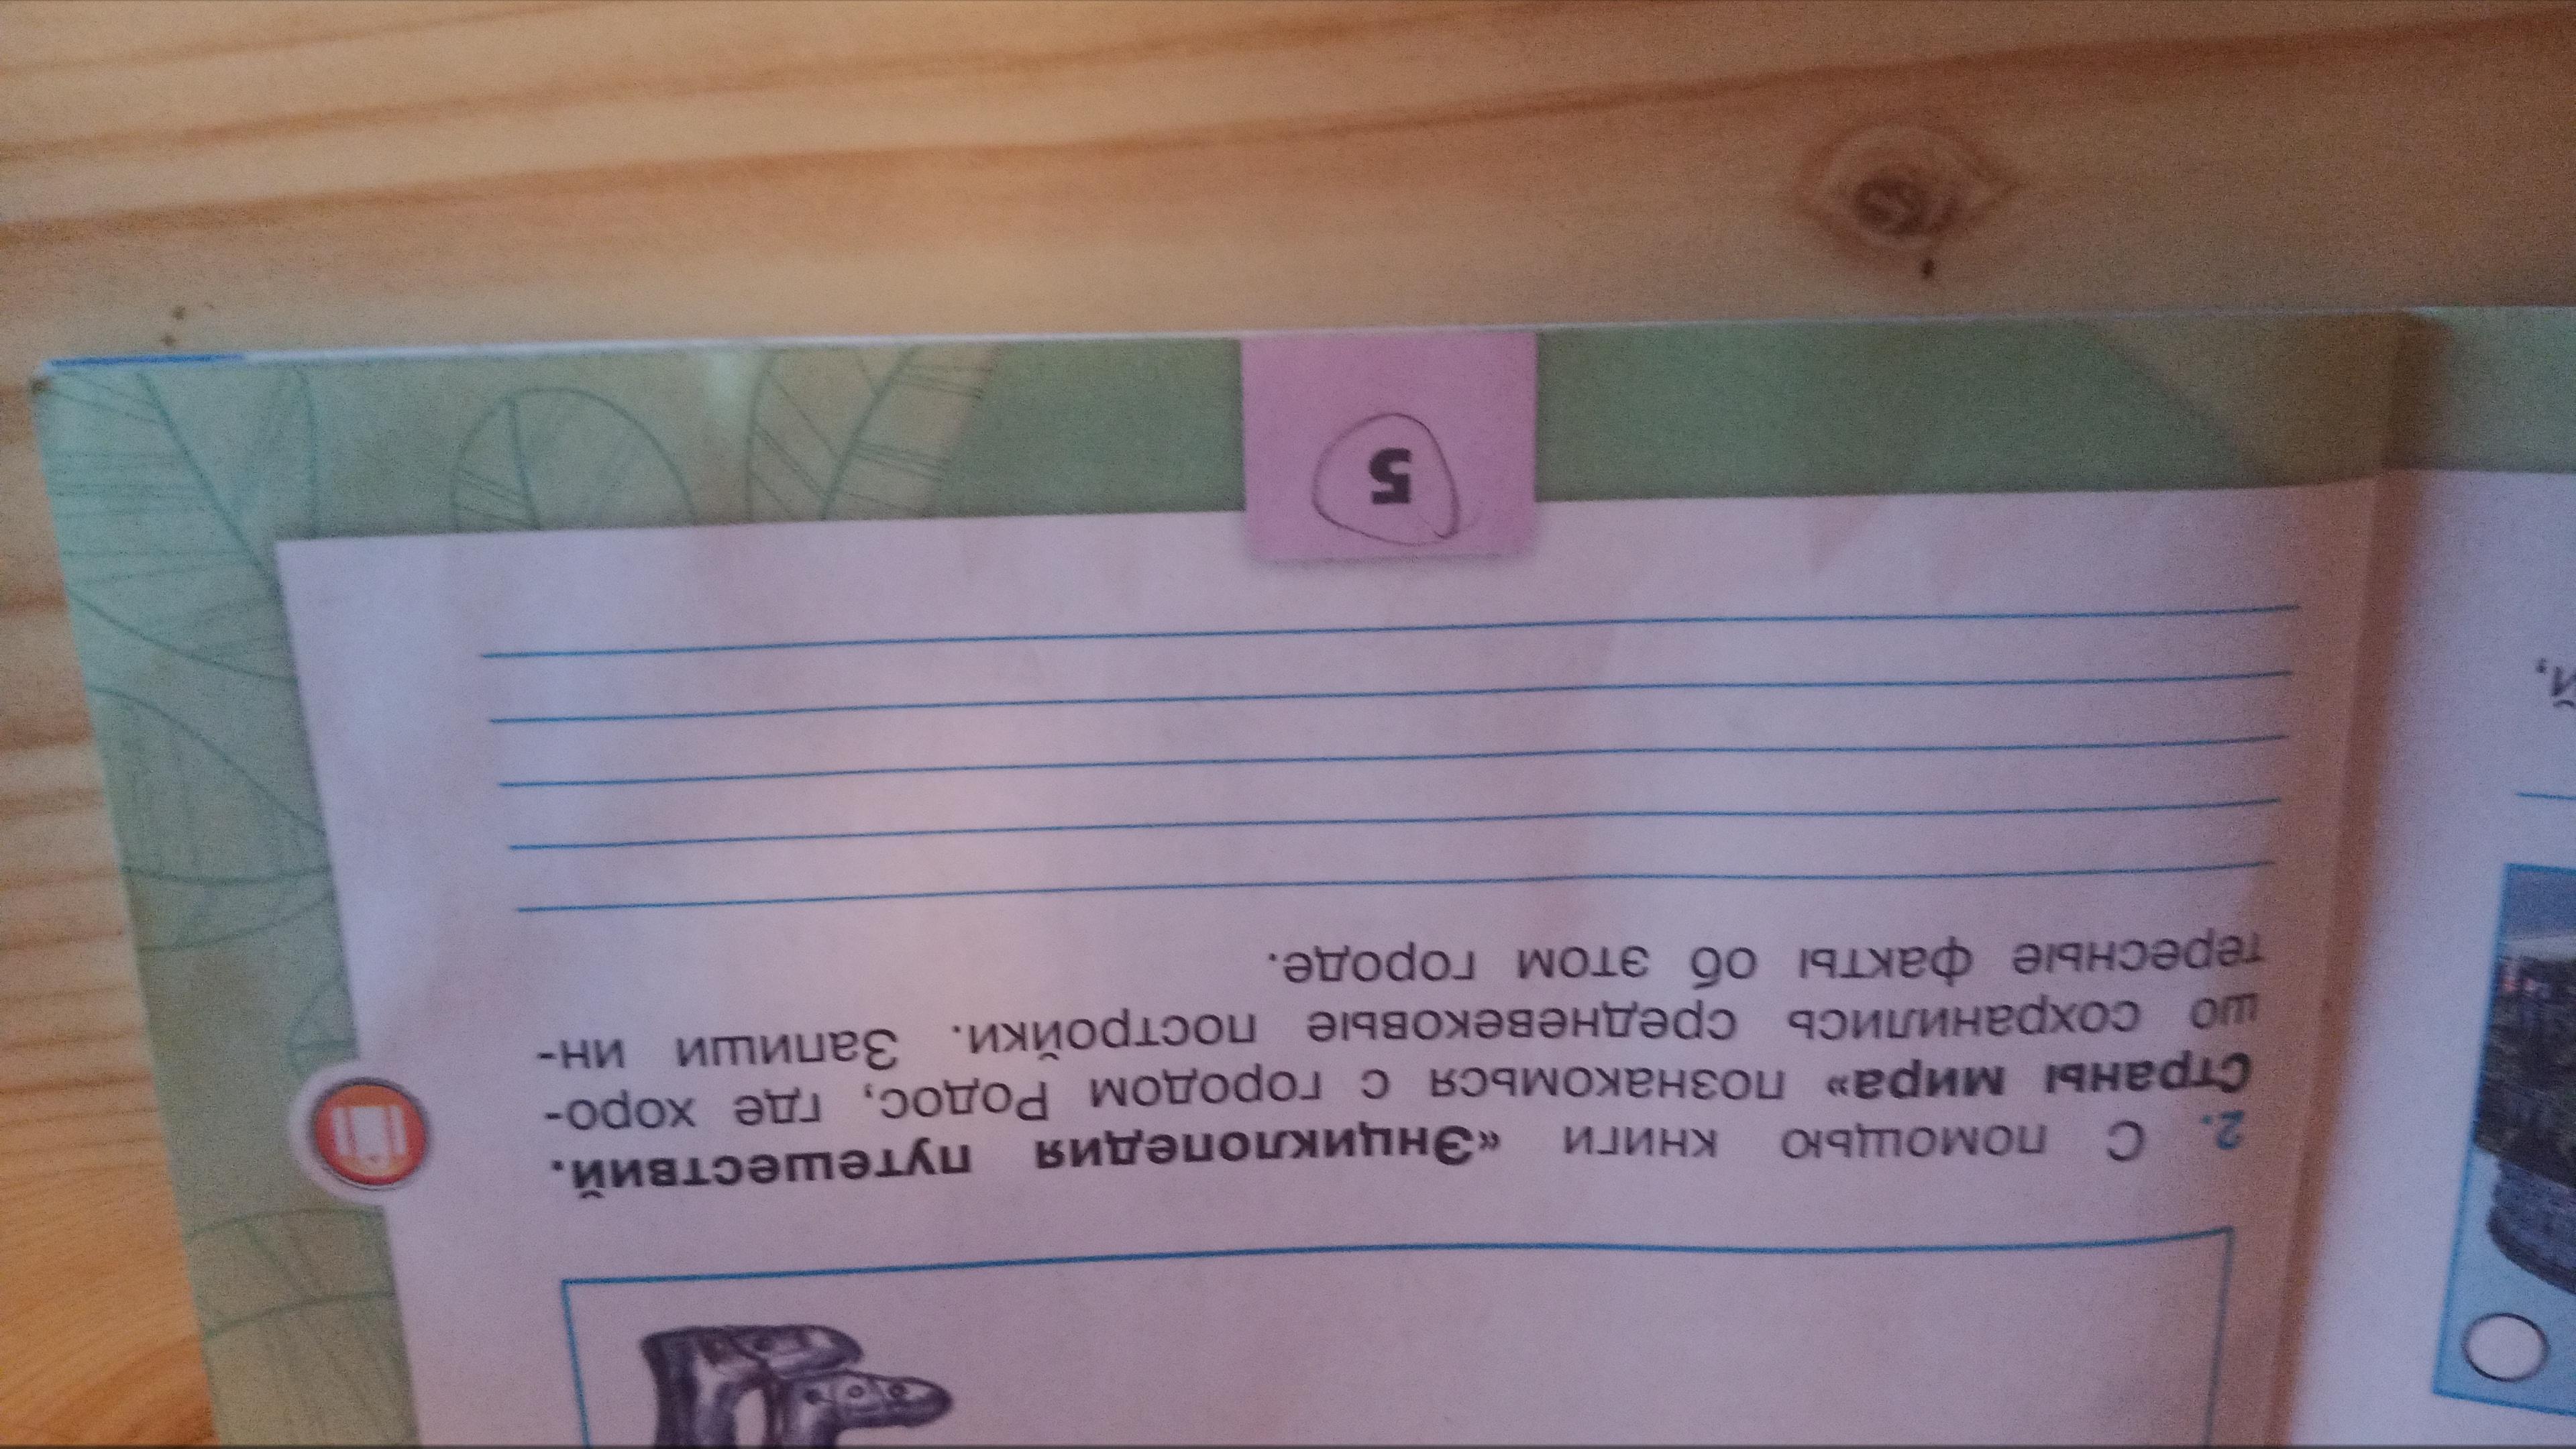 2. С помощью книги «Энциклопедия путешествий.
Страны мира» познакомься с городом Родос, где хоро-
шо сохранились средневековые постройки. Запиши ин-
тересные факты об этом городе.
5
й,